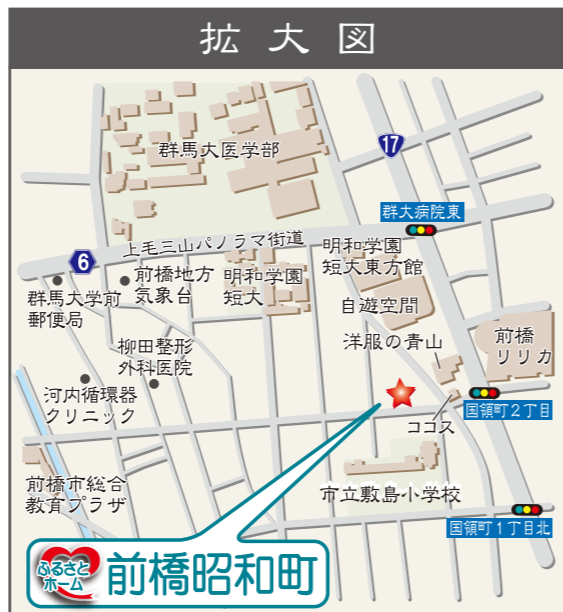 拡大図
群馬大医学部
17
群大病院東
上毛三山パノラマ街道
6
前橋地方
気象台
明和学園
短大
明和学園
短大東方館
群馬大学前
郵便局
自遊空間
洋服の青山
前橋
リリカ
柳田整形
外科医院
河内循環器
クリニック
国領町2丁目
ココス
前橋市総合
教育プラザ
市立敷島小学校
国領町1丁目北
ふるさと
ホーム
前橋昭和町